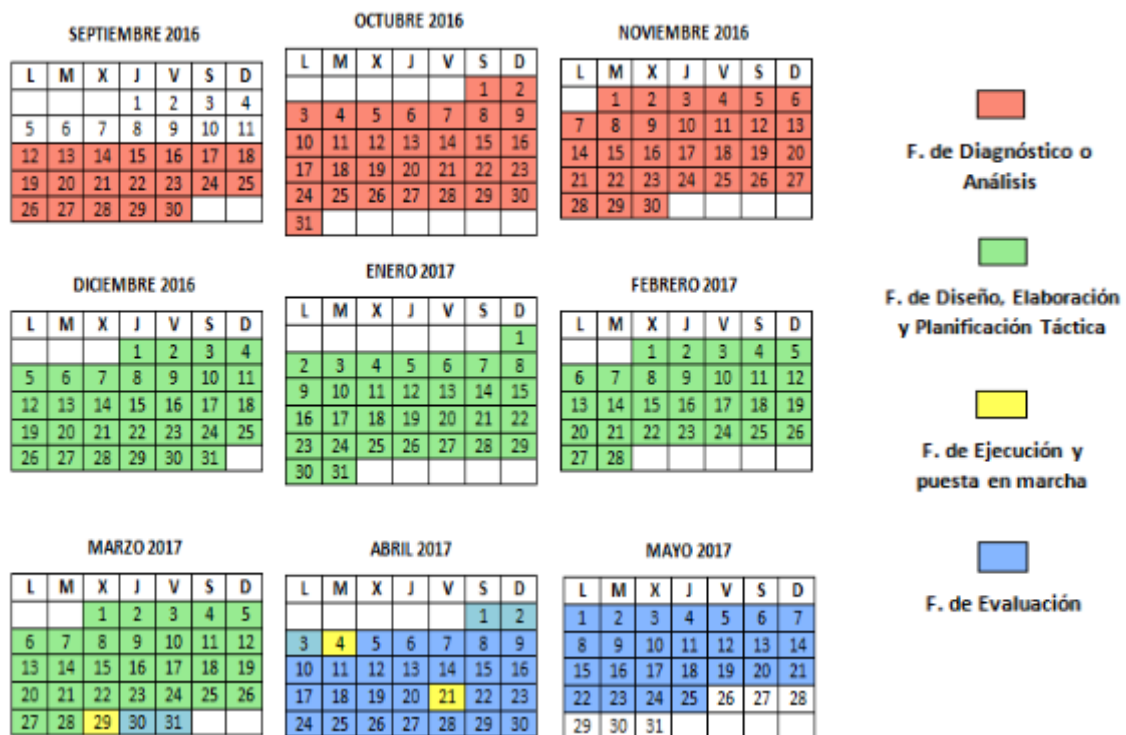 SEPTIEMBRE 2016
L M X J V S D
1 2 3 4
5 6 7 8 9 10 11
12 13 14 15 16 17 18
19 20 21 22 23 24 25
26 27 28 29 30
OCTUBRE 2016
L M X J V S D
1 2
3 4 5 6 7 8 9
10 11 12 13 14 15 16
17 18 19 20 21 22 23
24 25 26 27 28 29 30
31
NOVIEMBRE 2016
L M X J V S D
1 2 3 4 5 6
7 8 9 10 11 12 13
14 15 16 17 18 19 20
21 22 23 24 25 26 27
28 29 30
F. de Diagnóstico o
Análisis
DICIEMBRE 2016
L M X J V S D
1 2 3 4
5 6 7 8 9 10 11
12 13 14 15 16 17 18
19 20 21 22 23 24 25
26 27 28 29 30 31
ENERO 2017
L M X J V S D
1
2 3 4 5 6 7 8
9 10 11 12 13 14 15
16 17 18 19 20 21 22
23 24 25 26 27 28 29
30 31
FEBRERO 2017
L M X J V S D
1 2 3 4 5
6 7 8 9 10 11 12
13 14 15 16 17 18 19
20 21 22 23 24 25 26
27 28
F. de Diseño, Elaboración
y Planificación Táctica
F. de Ejecución y
puesta en marcha
MARZO 2017
L M X J V S D
1 2 3 4 5
6 7 8 9 10 11 12
13 14 15 16 17 18 19
20 21 22 23 24 25 26
27 28 29 30 31
ABRIL 2017
L M X J V S D
1 2
3 4 5 6 7 8 9
10 11 12 13 14 15 16
17 18 19 20 21 22 23
24 25 26 27 28 29 30
MAYO 2017
L M X J V S D
1 2 3 4 5 6 7
8 9 10 11 12 13 14
15 16 17 18 19 20 21
22 23 24 25 26 27 28
29 30 31
F. de Evaluación